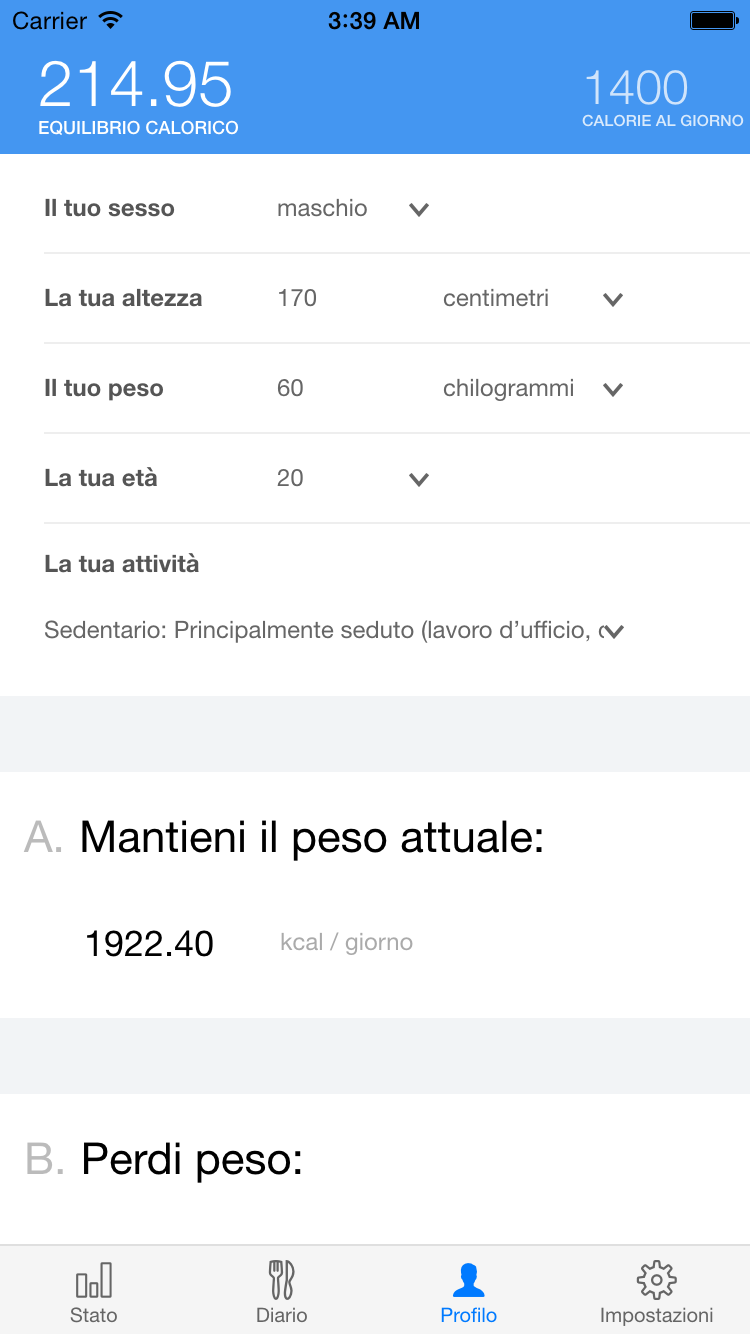 Carrier 3:39 AM
214.95 1400
EQUILIBRIO CALORICO CALORIE AL GIORNO
Il tuo sesso maschio
La tua altezza 170 centimetri
Il tuo peso 60 chilogrammi
La tua età 20
La tua attività
Sedentario: Principalmente seduto (lavoro d’ufficio,
A. Mantieni il peso attuale:
1922.40 kcal / giorno
B. Perdi peso:
Stato Diario Profilo Impostazioni